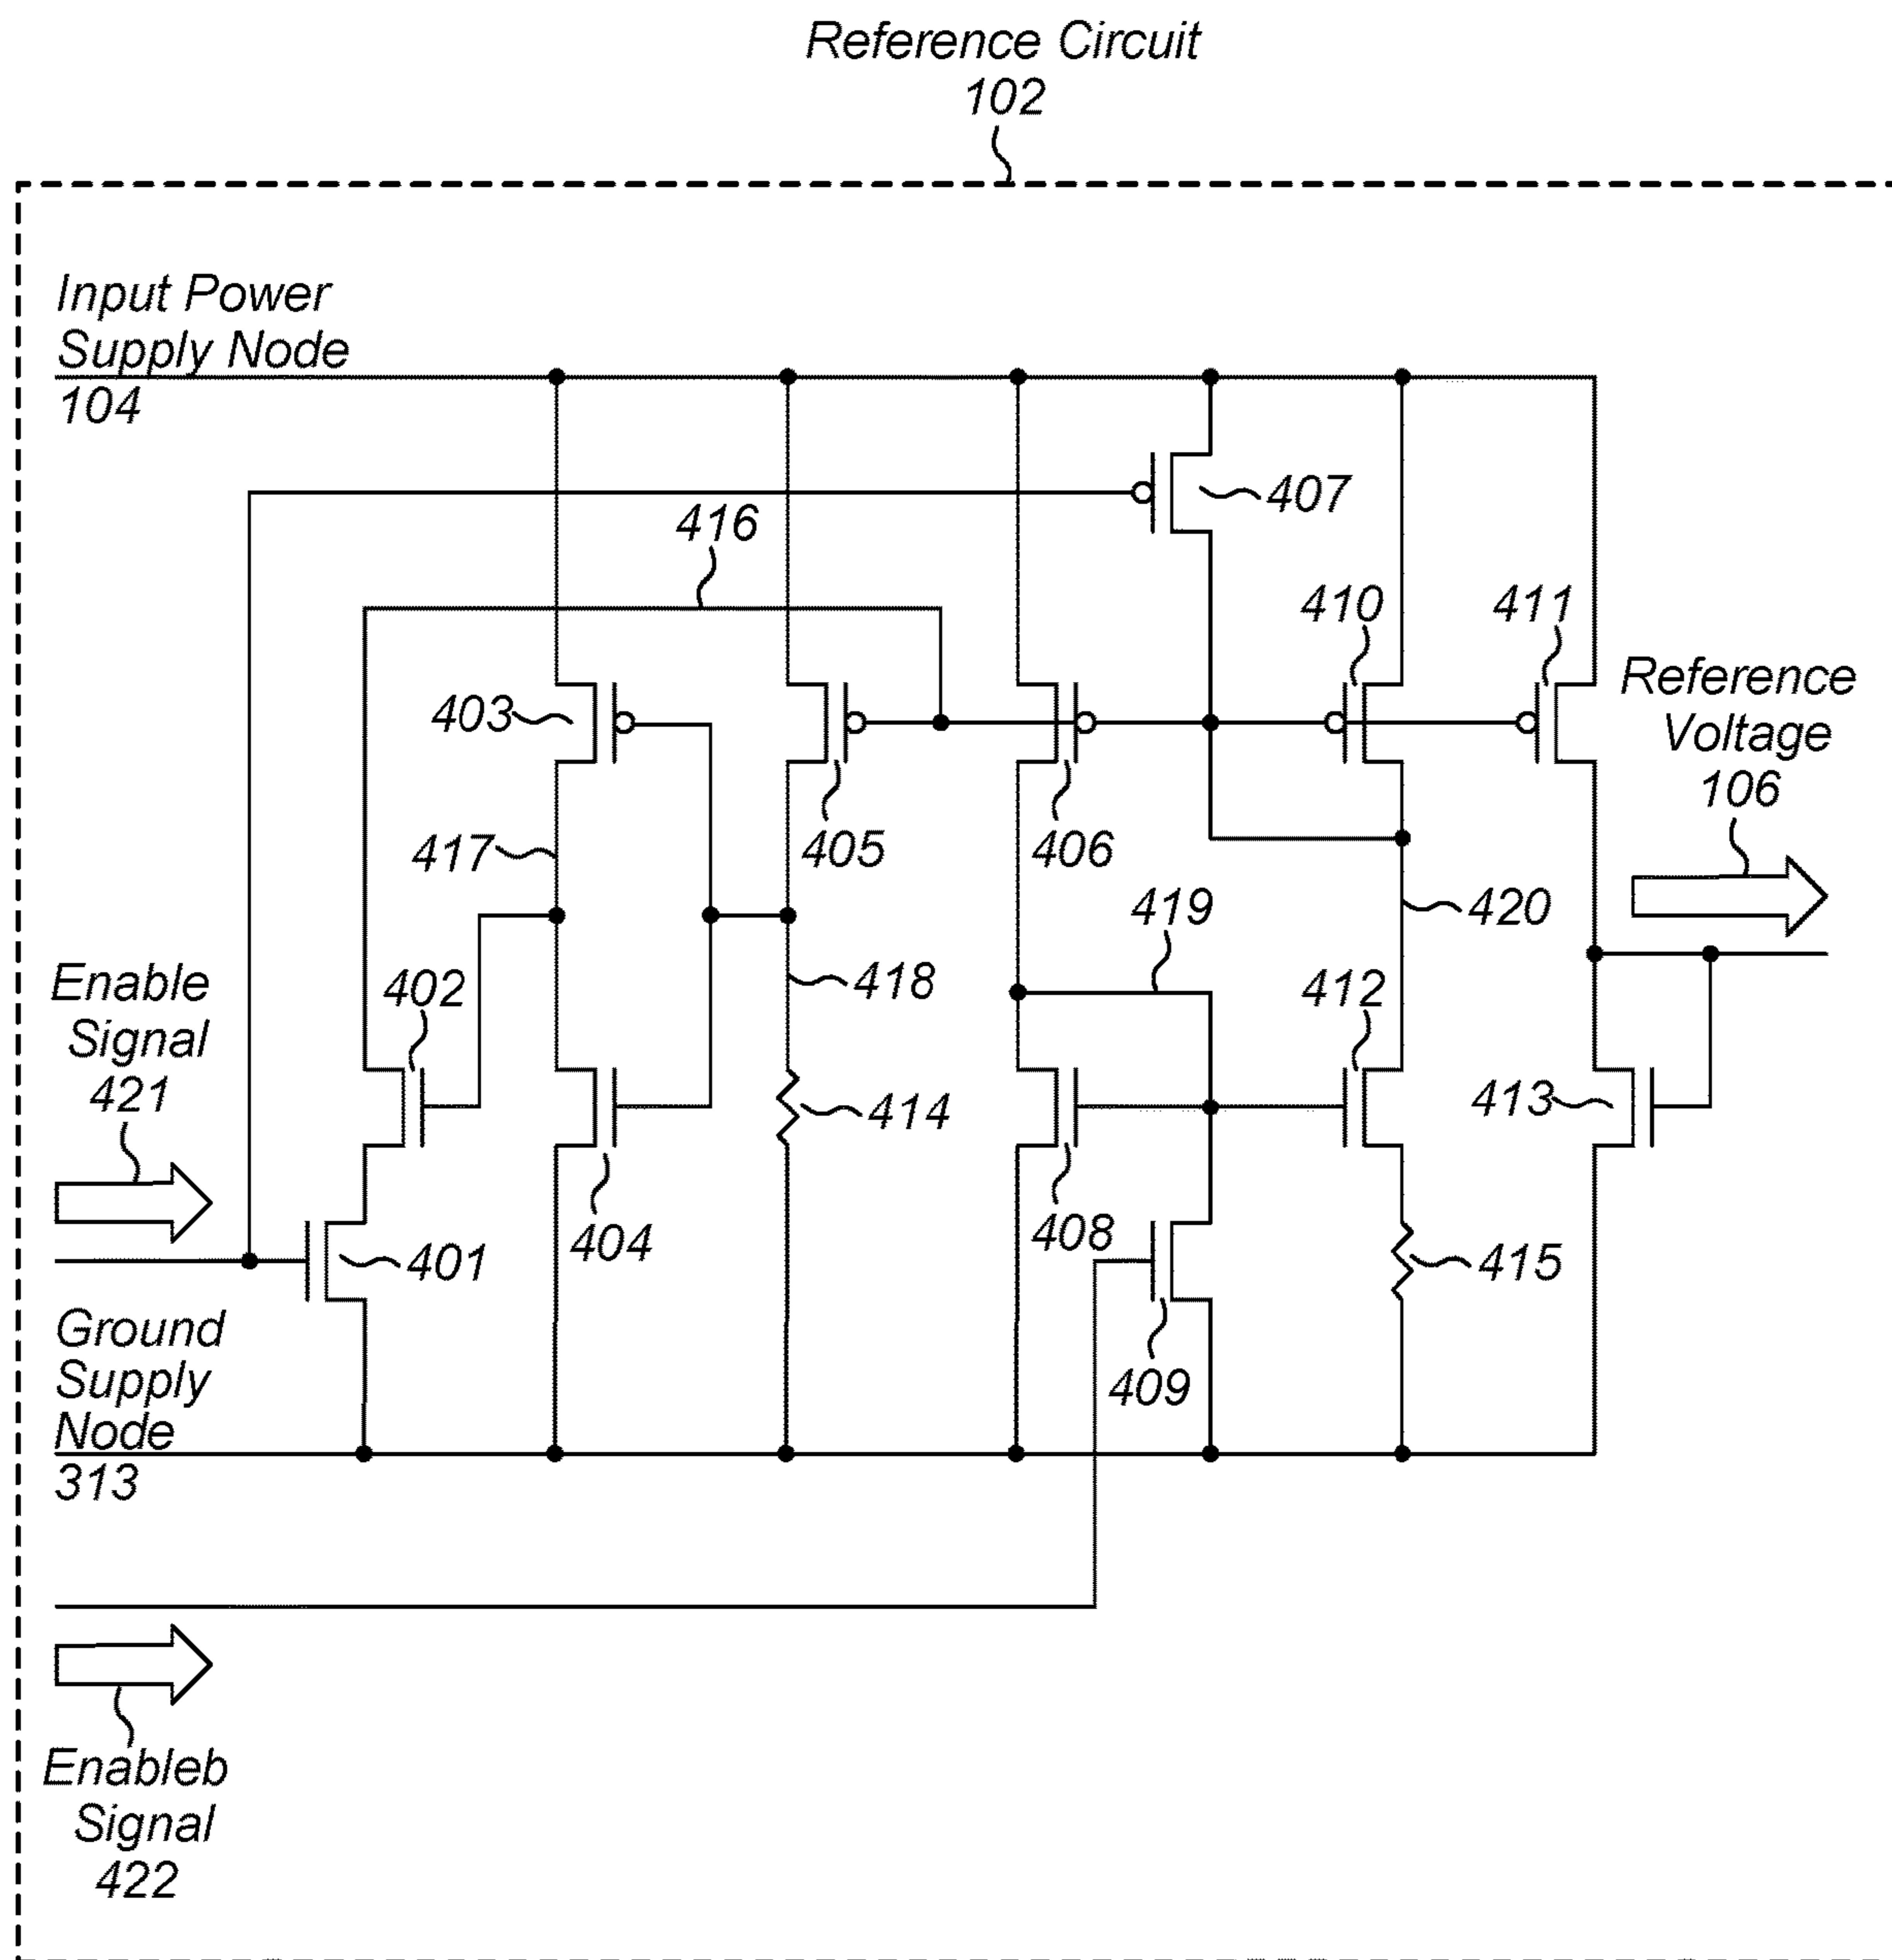 Reference Circuit
102
Input Power
Supply Node
104
407
416
410
411
Reference
Voltage
106
403
417
405
406
419
420
Enable
Signal
421
402
418
412
414
413
401
404
408
415
409
Ground
Supply
Node
313
Enableb
Signal
422